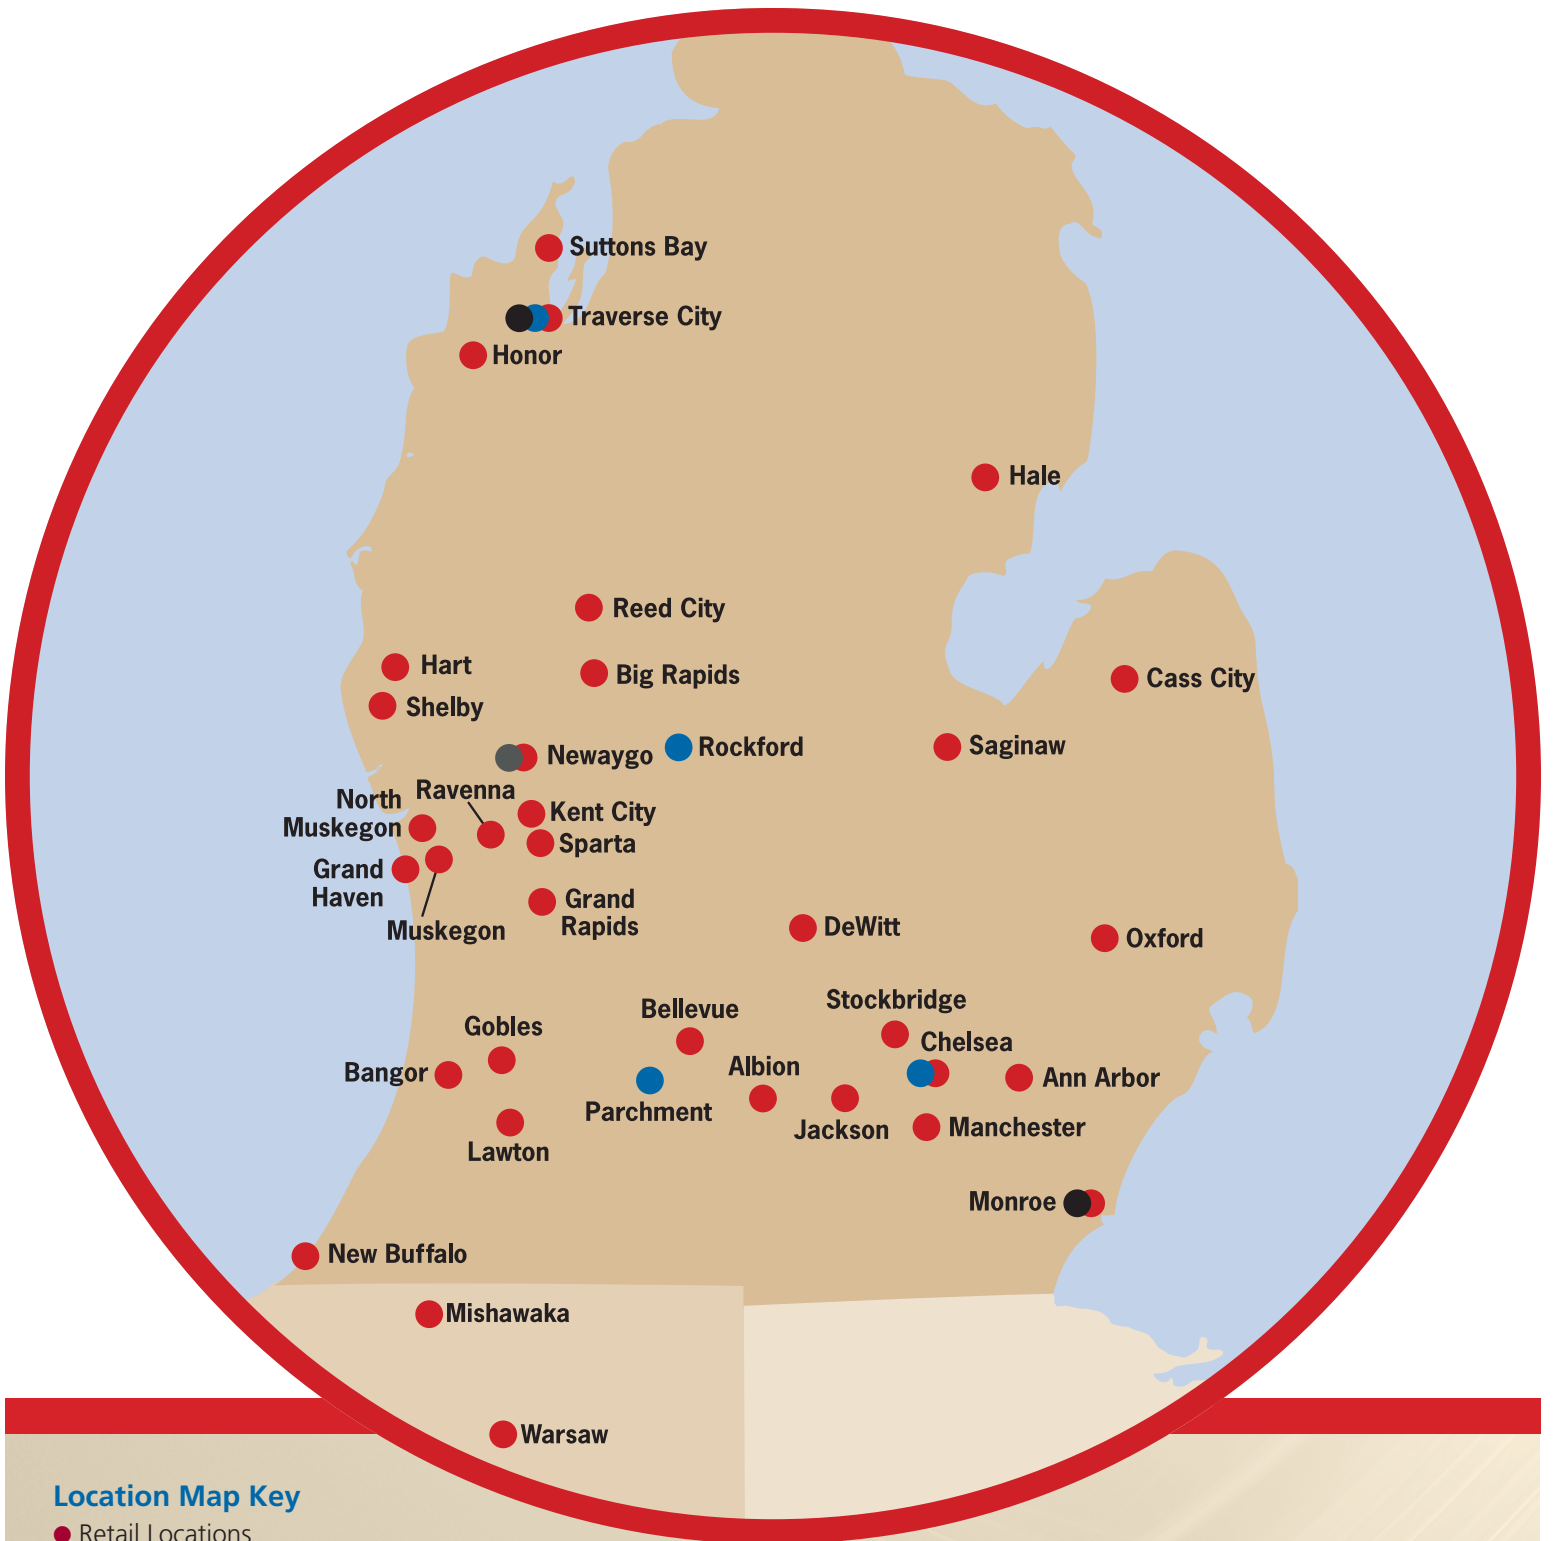 Suttons Bay
Traverse City
Honor
Hale
Reed City
Hart
Big Rapids
Cass City
Shelby
Rockford
Saginaw
Newaygo
Ravenna
North
Muskegon
Kent City
Sparta
Grand
Haven
Grand
Rapids
Muskegon
DeWitt
Oxford
Stockbridge
Bellevue
Gobles
Chelsea
Albion
Bangor
Ann Arbor
Parchment
Jackson
Manchester
Lawton
Monroe
New Buffalo
Mishawaka
Warsaw
Location Map Key
Retail Locations